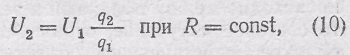 U₂ = U₁ q₂/q₁ при R = const, (10)